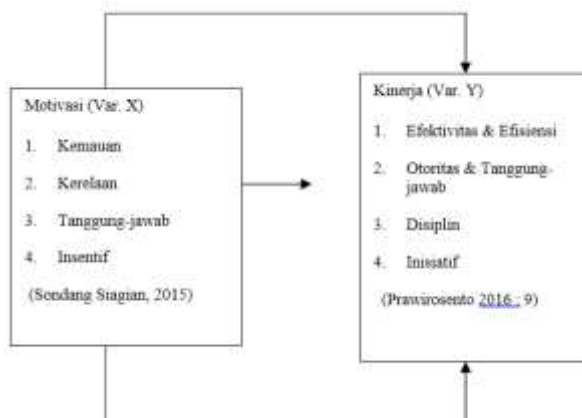 Motivasi (Var. X)
1. Kemauan
2. Kerelaan
3. Tanggung-jawab
4. Insentif
(Sondang Siagian, 2015)
Kinerja (Var. Y)
1. Efektivitas & Efisiensi
2. Otoritas & Tanggung-
jawab
3. Disiplin
4. Inisiatif
(Prawirosento 2016 ; 9)